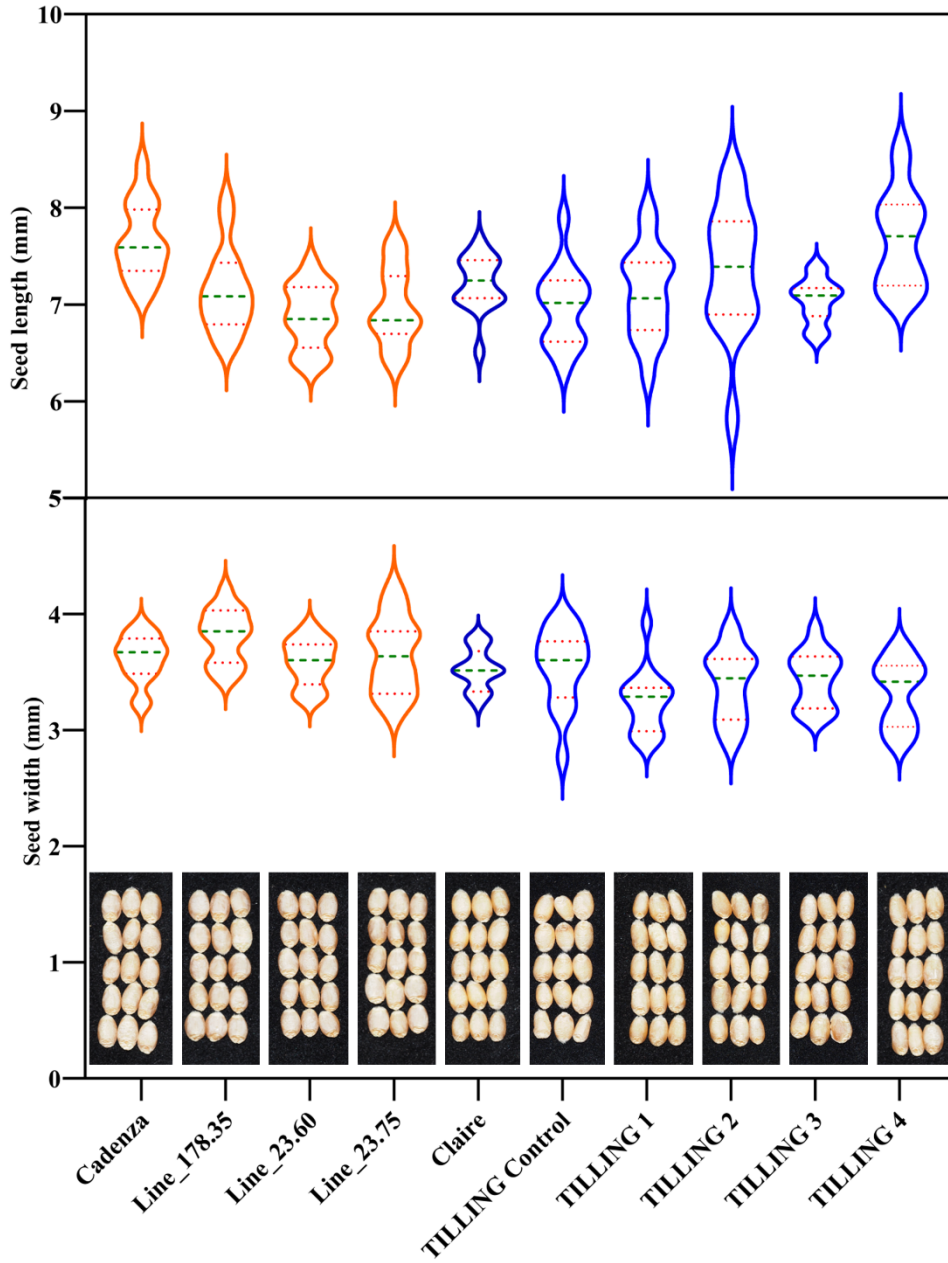 10
9
8
7
6
5
4
3
2
1
0
Seed length (mm)
Seed width (mm)
Cadenza
Line_178.35
Line_23.60
Line_23.75
Claire
TILLING Control
TILLING 1
TILLING 2
TILLING 3
TILLING 4